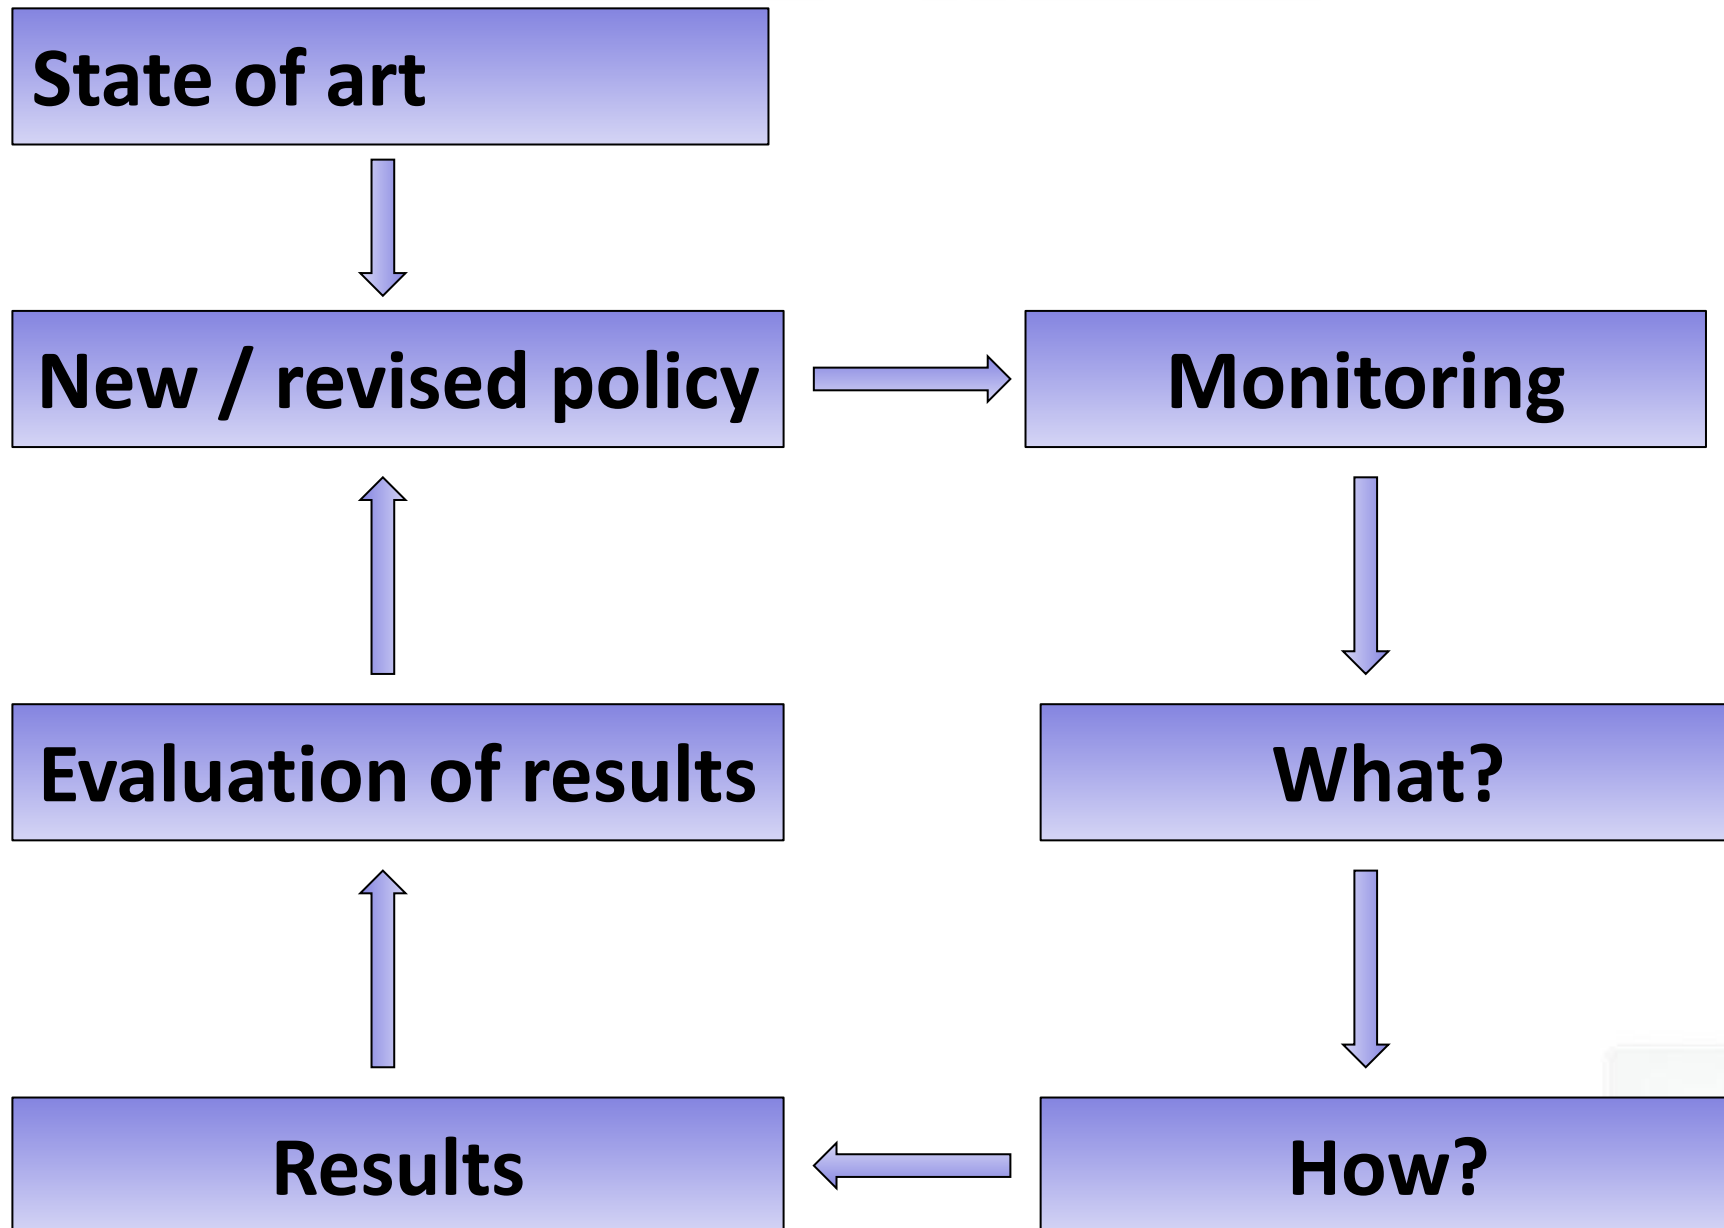 State of art
New / revised policy
Monitoring
Evaluation of results
What?
Results
How?